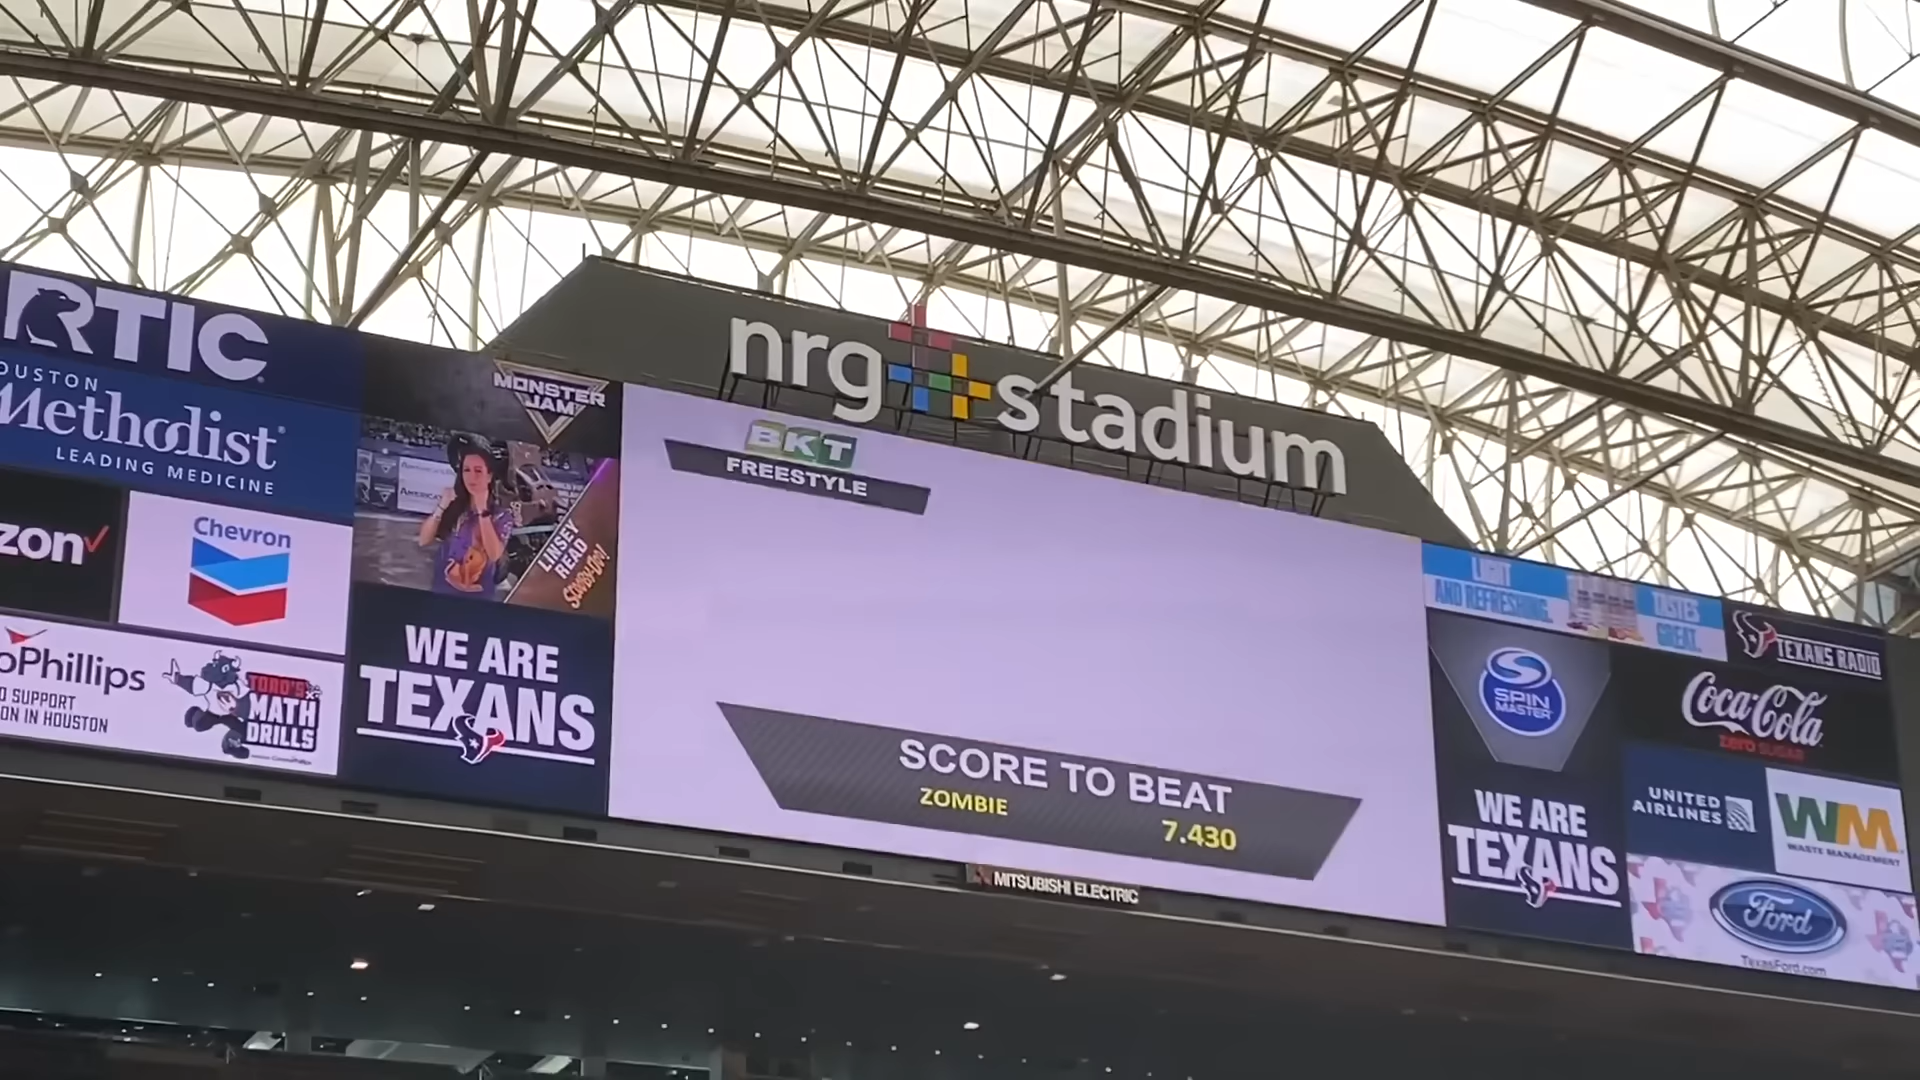 RTIC
OUSTON
Methodist
LEADING MEDICINE
zon
Chevron
oPhillips
O SUPPORT
ON IN HOUSTON
TORO'S
MATH
DRILLS
MONSTER
JAM
AMERICA'S
LINSEY
READ
SCOOBY-DOO!
WE ARE
TEXANS
nrg stadium
BKT
FREESTYLE
SCORE TO BEAT
ZOMBIE
7.430
MITSUBISHI ELECTRIC
LIGHT
AND REFRESHING.
TASTES
GREAT.
TEXANS RADIO
SPIN
MASTER
Coca-Cola
zero SUGAR
WE ARE
TEXANS
UNITED
AIRLINES
WM
WASTE MANAGEMENT
Ford
TexasFord.com